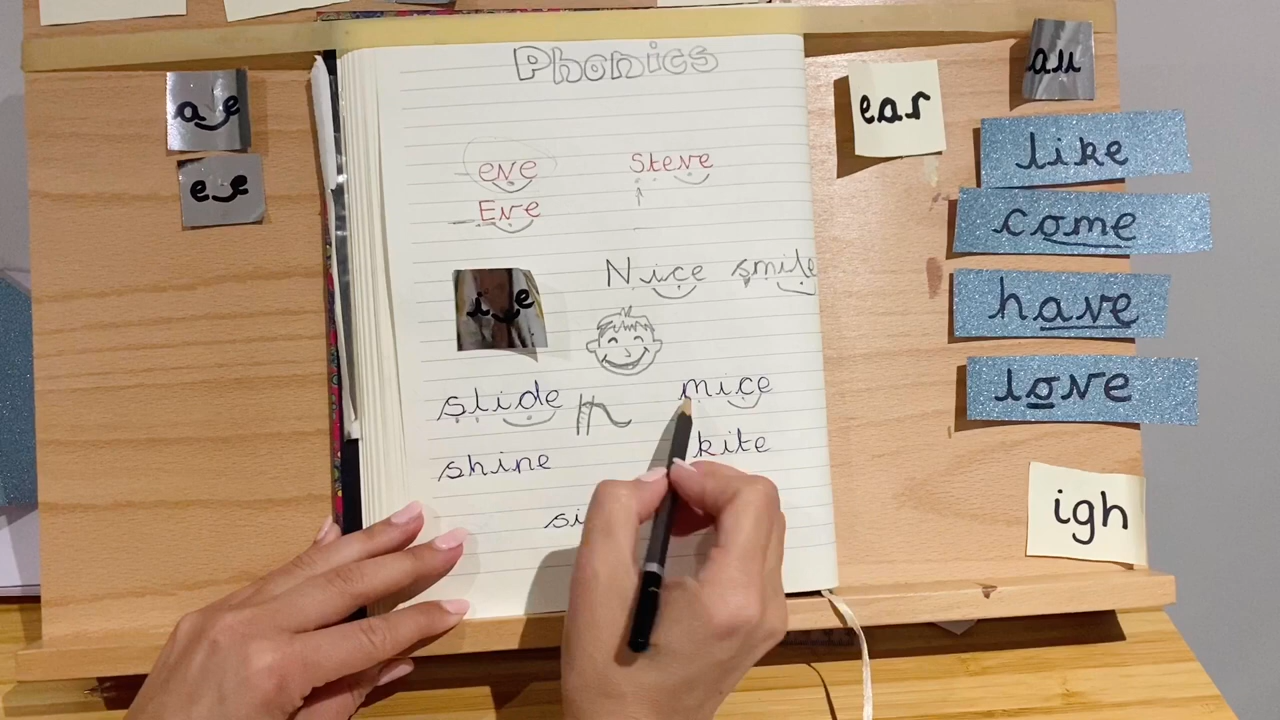 Phonics
a_e
e_e
eve steve
Eve
Nice smile
i_e
slide mice
shine kite
si
ear
au
like
come
have
love
igh